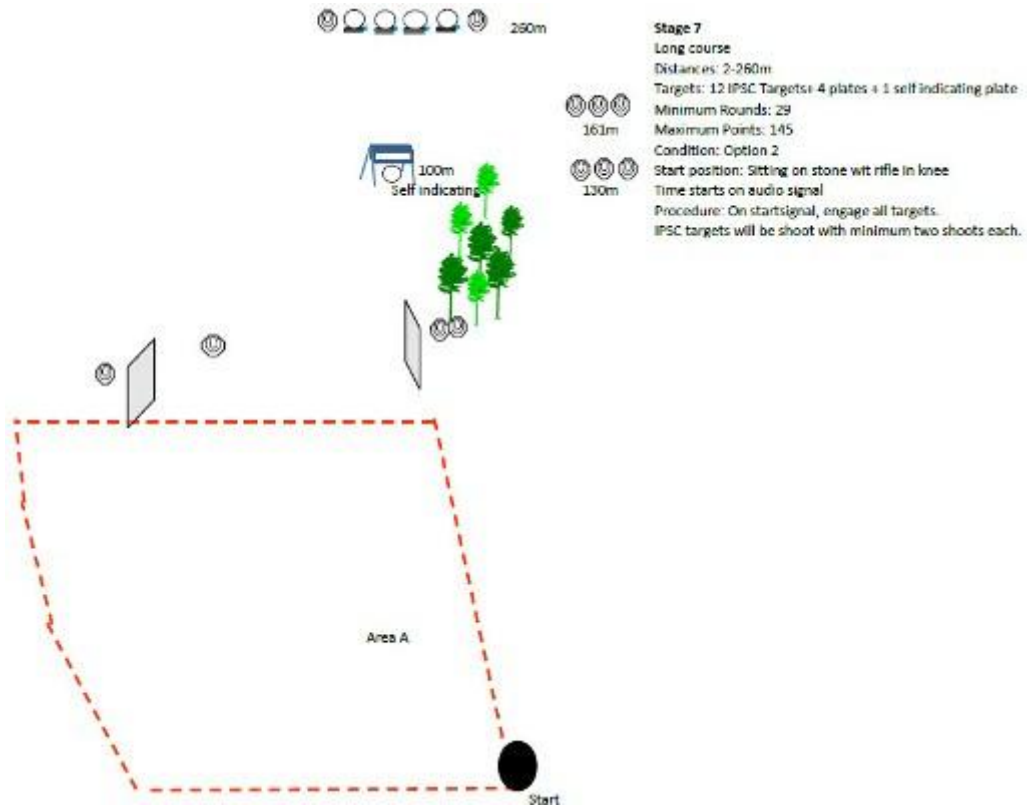 260m
Stage 7
Long course
Distances: 2-260m
Targets: 12 IPSC Targets+ 4 plates + 1 self indicating plate
Minimum Rounds: 29
161m
Maximum Points: 145
Condition: Option 2
100m
Start position: Sitting on stone wit rifle in knee
Self indicating
130m
Time starts on audio signal
Procedure: On startsignal, engage all targets.
IPSC targets will be shoot with minimum two shoots each.
Area A
Start